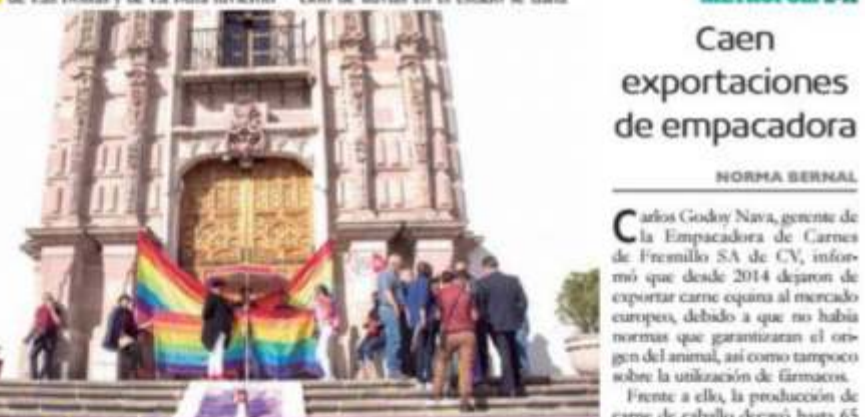 Caen
exportaciones
de empacadora
NORMA BERNAL
Carlos Godoy Nava, gerente de
la Empacadora de Carnes
de Fresnillo SA de CV, infor-
mó que desde 2014 dejaron de
exportar carne equina al mercado
europeo, debido a que no había
normas que garantizaran el ori-
gen del animal, así como tampoco
sobre la utilización de fármacos.
Frente a ello, la producción de